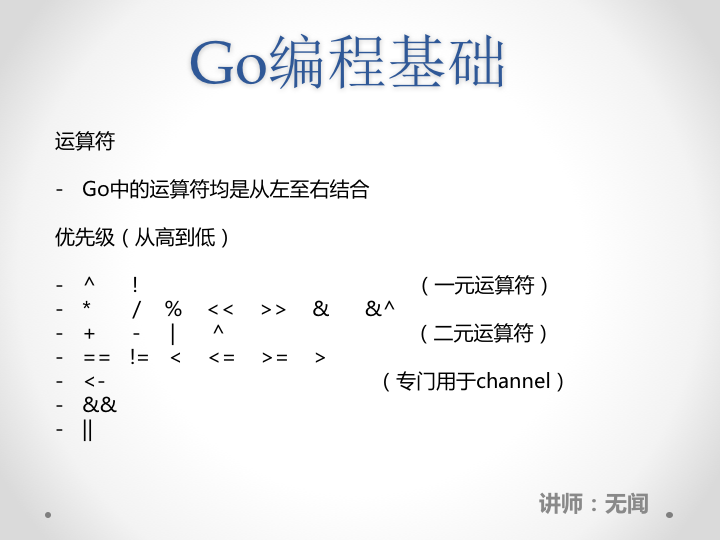 Go编程基础
运算符
- Go中的运算符均是从左至右结合
优先级（从高到低）
- ^ ! （一元运算符）
- * / % << >> & &^
- + - | ^ （二元运算符）
- == != < <= >= >
- <- （专门用于channel）
- &&
- ||
讲师：无闻